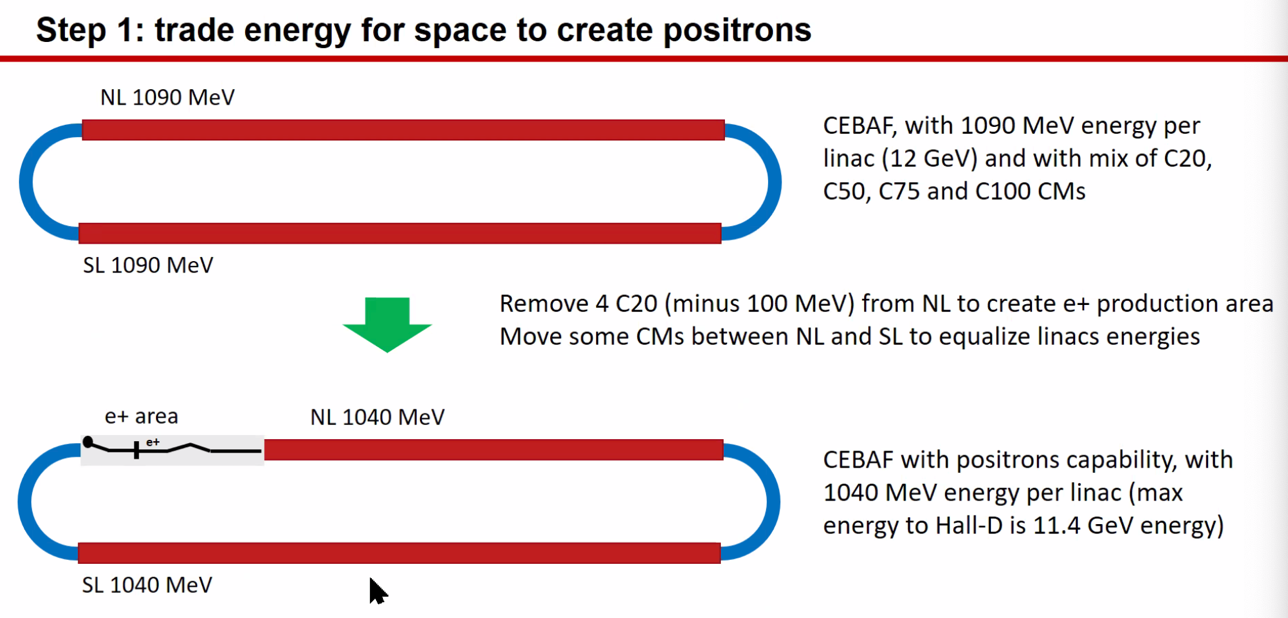 Step 1: trade energy for space to create positrons
NL 1090 MeV
CEBAF, with 1090 MeV energy per
linac (12 GeV) and with mix of C20,
C50, C75 and C100 CMs
SL 1090 MeV
Remove 4 C20 (minus 100 MeV) from NL to create e+ production area
Move some CMs between NL and SL to equalize linacs energies
e+ area
NL 1040 MeV
e+
CEBAF with positrons capability, with
1040 MeV energy per linac (max
energy to Hall-D is 11.4 GeV energy)
SL 1040 MeV